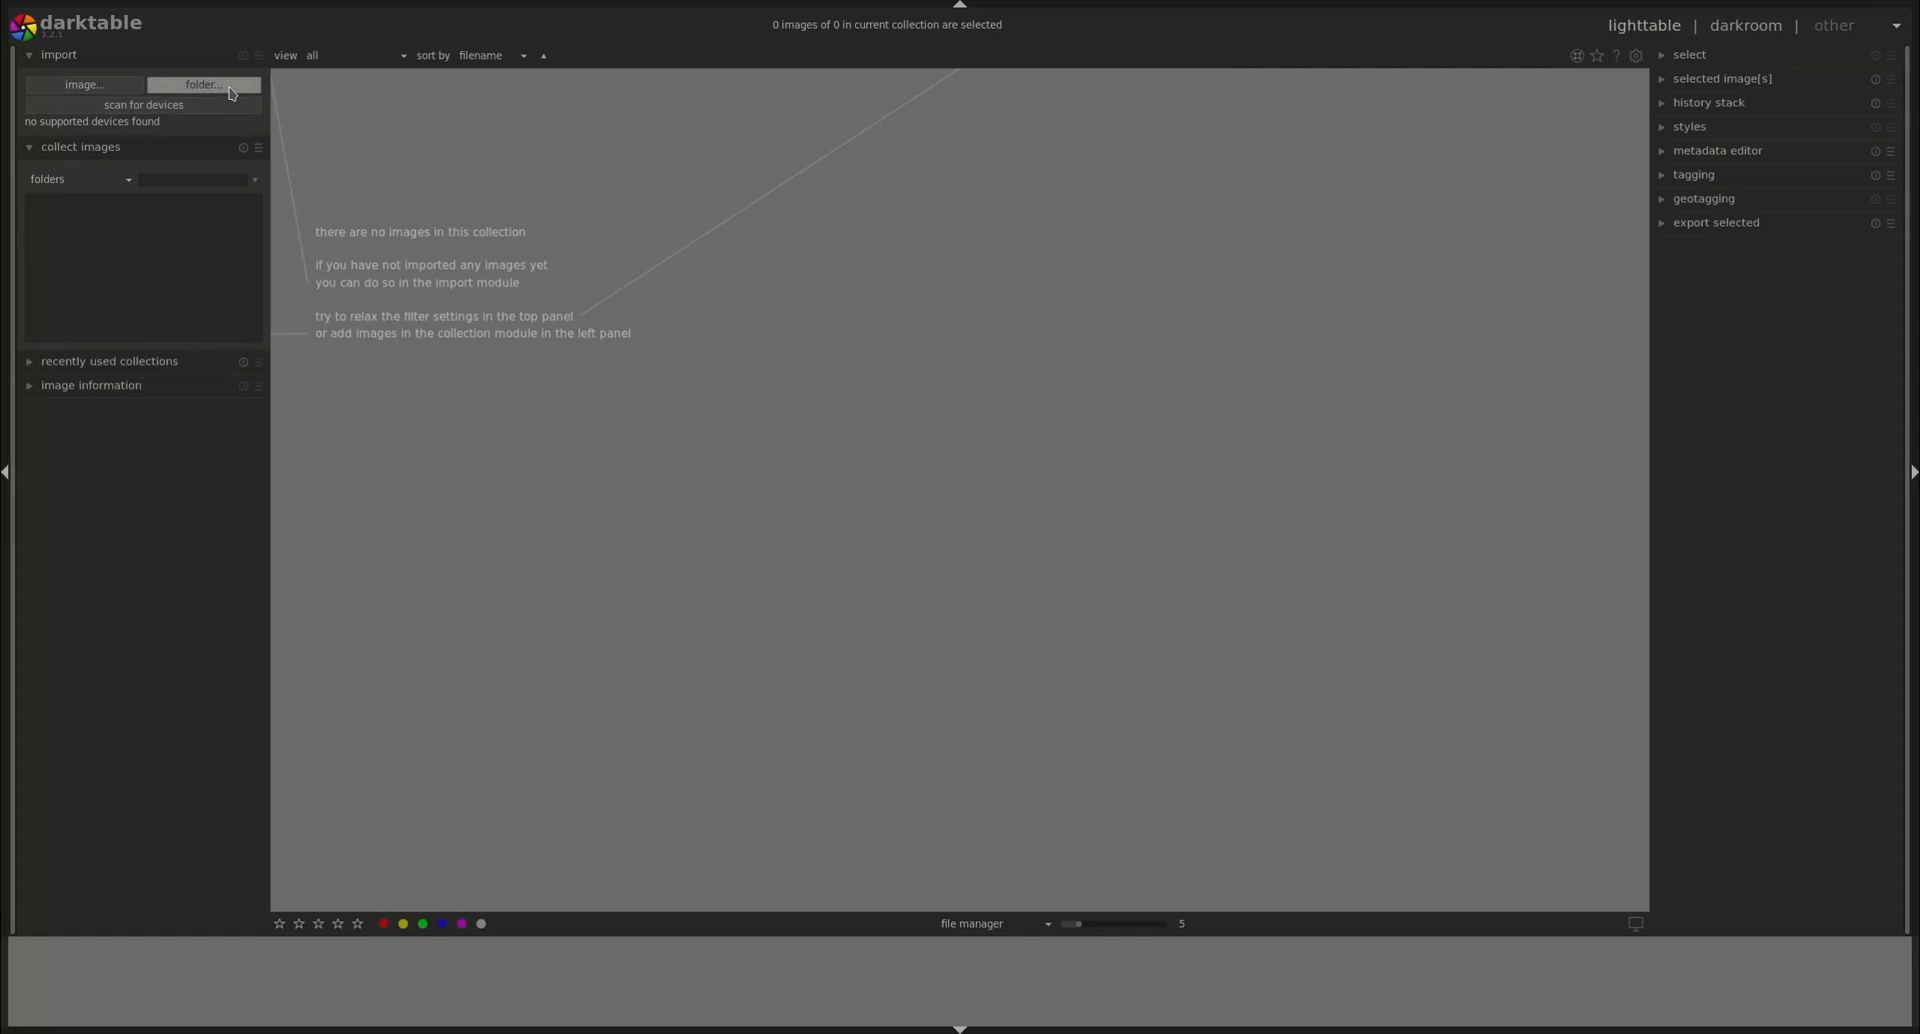 darktable
3.2.1
0 images of 0 in current collection are selected
lighttable | darkroom | other
import
view all sort by filename
image... folder...
scan for devices
no supported devices found
collect images
folders
recently used collections
image information
there are no images in this collection
if you have not imported any images yet
you can do so in the import module
try to relax the filter settings in the top panel
or add images in the collection module in the left panel
?
select
selected image[s]
history stack
styles
metadata editor
tagging
geotagging
export selected
file manager 5